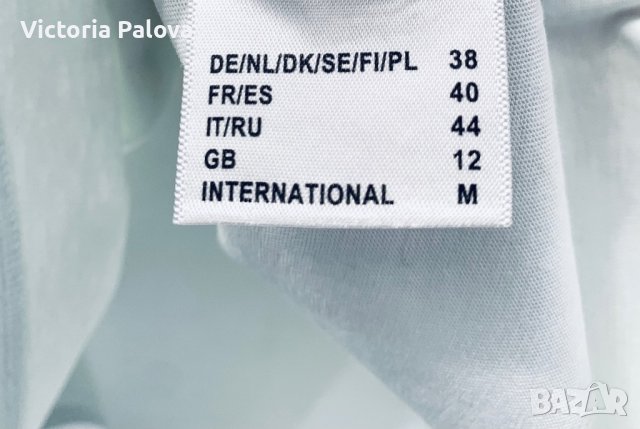 Victoria Palova
DE/NL/DK/SE/FI/PL 38
FR/ES 40
IT/RU 44
GB 12
INTERNATIONAL M
BAZAR